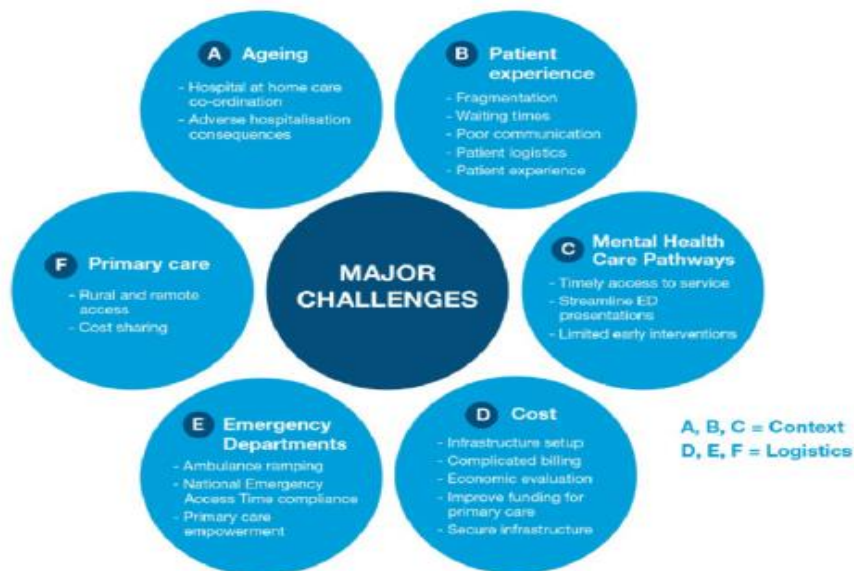 A Ageing
- Hospital at home care
co-ordination
- Adverse hospitalisation
consequences
B Patient
experience
- Fragmentation
- Waiting times
- Poor communication
- Patient logistics
- Patient experience
C Mental Health
Care Pathways
- Timely access to service
- Streamline ED
presentations
- Limited early interventions
D Cost
- Infrastructure setup
- Complicated billing
- Economic evaluation
- Improve funding for
primary care
- Secure infrastructure
E Emergency
Departments
- Ambulance ramping
- National Emergency
Access Time compliance
- Primary care
empowerment
F Primary care
- Rural and remote
access
- Cost sharing
MAJOR
CHALLENGES
A, B, C = Context
D, E, F = Logistics